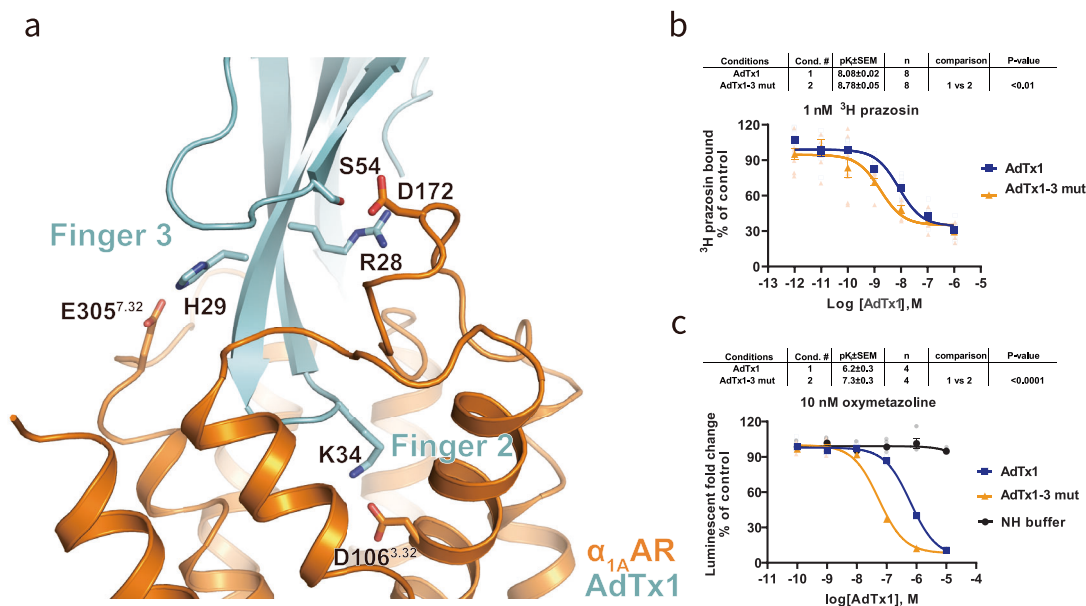 a
S54
D172
Finger 3
R28
H29
E305^7.32
K34
Finger 2
D106^3.32
α1AAR
AdTx1
b
Conditions Cond. # pKi±SEM n comparison P-value
AdTx1 1 8.08±0.02 8
AdTx1-3 mut 2 8.78±0.05 8 1 vs 2 <0.01
1 nM ³H prazosin
120
90
60
30
0
³H prazosin bound
% of control
-13 -12 -11 -10 -9 -8 -7 -6 -5
Log [AdTx1], M
AdTx1
AdTx1-3 mut
c
Conditions Cond. # pKi±SEM n comparison P-value
AdTx1 1 6.2±0.3 4
AdTx1-3 mut 2 7.3±0.3 4 1 vs 2 <0.0001
10 nM oxymetazoline
120
90
60
30
0
Luminescent fold change
% of control
-11 -10 -9 -8 -7 -6 -5 -4
log[AdTx1], M
AdTx1
AdTx1-3 mut
NH buffer